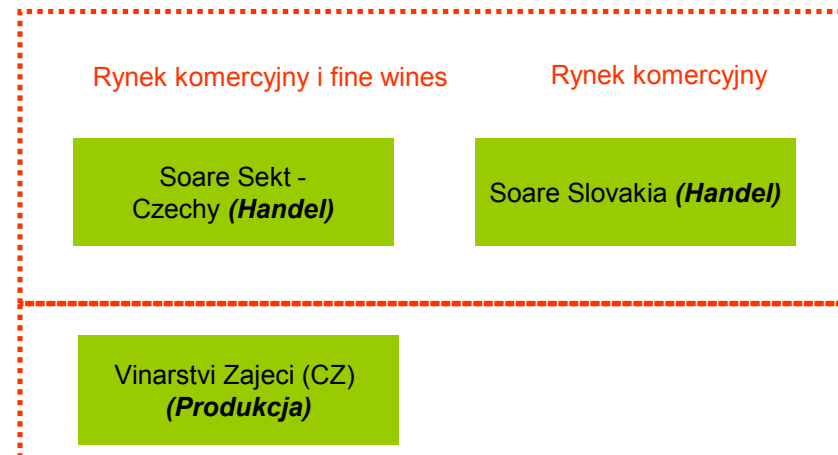 Rynek komercyjny i fine wines
Rynek komercyjny
Soare Sekt -
Czechy (Handel)
Soare Slovakia (Handel)
Vinarstvi Zajeci (CZ)
(Produkcja)